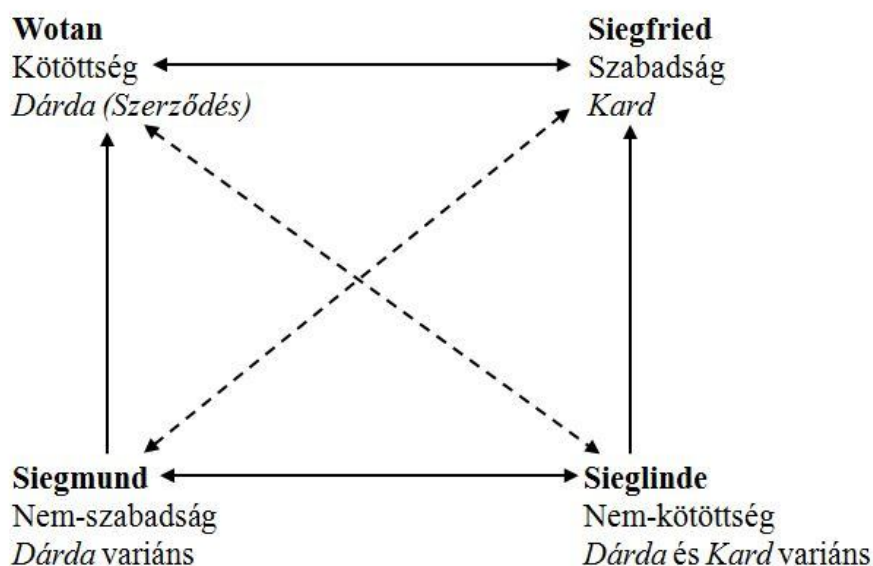 Wotan
Kötöttség
Dárda (Szerződés)
Siegfried
Szabadság
Kard
Siegmund
Nem-szabadság
Dárda variáns
Sieglinde
Nem-kötöttség
Dárda és Kard variáns